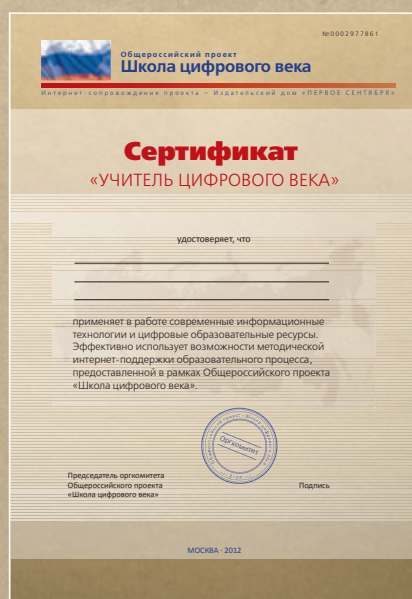 №0002977861
Общероссийский проект
Школа цифрового века
Интернет-сопровождение проекта – Издательский дом «ПЕРВОЕ СЕНТЯБРЯ»
Сертификат
«УЧИТЕЛЬ ЦИФРОВОГО ВЕКА»
удостоверяет, что
применяет в работе современные информационные
технологии и цифровые образовательные ресурсы.
Эффективно использует возможности методической
интернет-поддержки образовательного процесса,
предоставленной в рамках Общероссийского проекта
«Школа цифрового века».
Оргкомитет
Председатель оргкомитета
Общероссийского проекта
«Школа цифрового века»
Подпись
МОСКВА · 2012